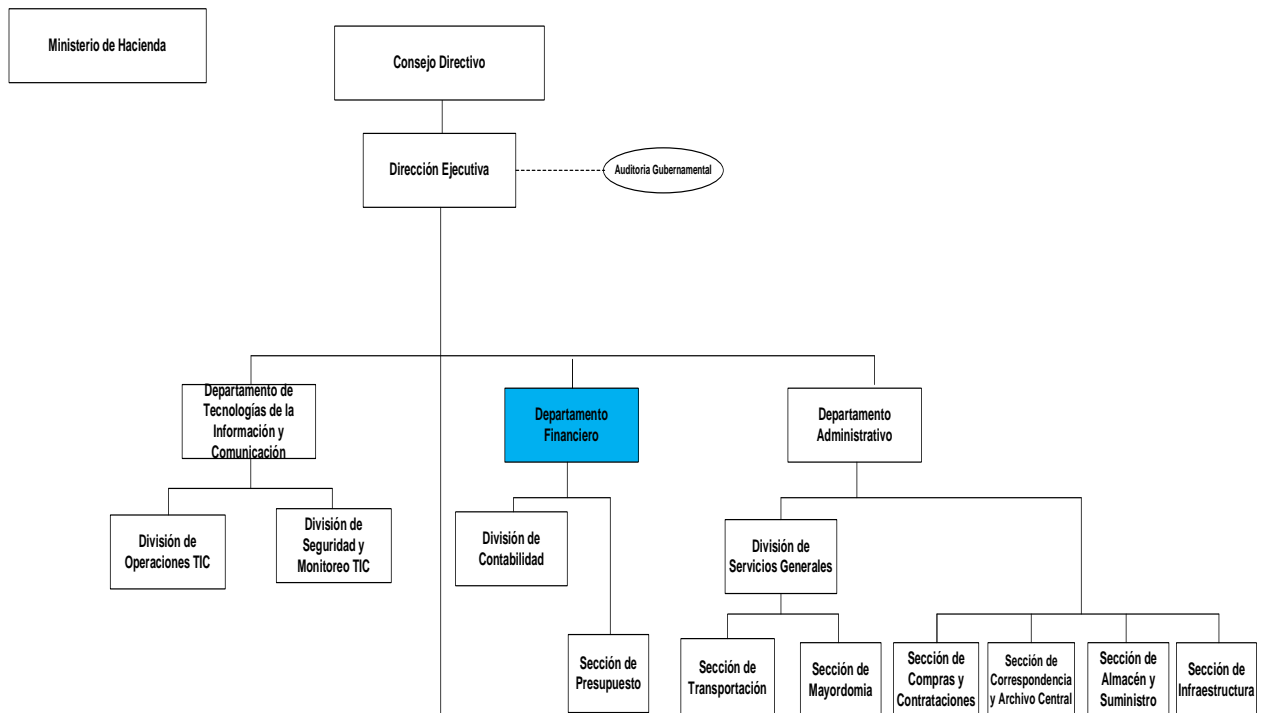 Ministerio de Hacienda
Consejo Directivo
Dirección Ejecutiva
Auditoria Gubernamental
Departamento de
Tecnologías de la
Información y
Comunicación
Departamento
Financiero
Departamento
Administrativo
División de
Operaciones TIC
División de
Seguridad y
Monitoreo TIC
División de
Contabilidad
División de
Servicios Generales
Sección de
Presupuesto
Sección de
Transportación
Sección de
Mayordomia
Sección de
Compras y
Contrataciones
Sección de
Correspondencia
y Archivo Central
Sección de
Almacén y
Suministro
Sección de
Infraestructura